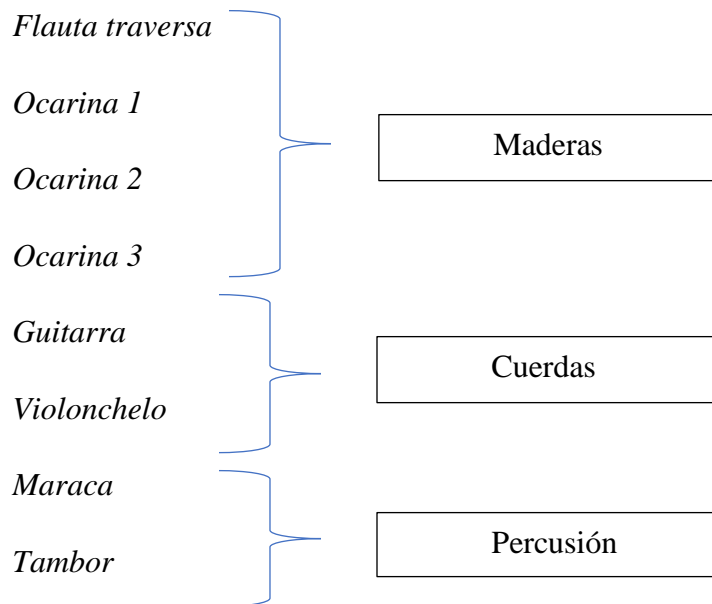 Flauta traversa
Ocarina 1
Maderas
Ocarina 2
Ocarina 3
Guitarra
Cuerdas
Violonchelo
Maraca
Percusión
Tambor